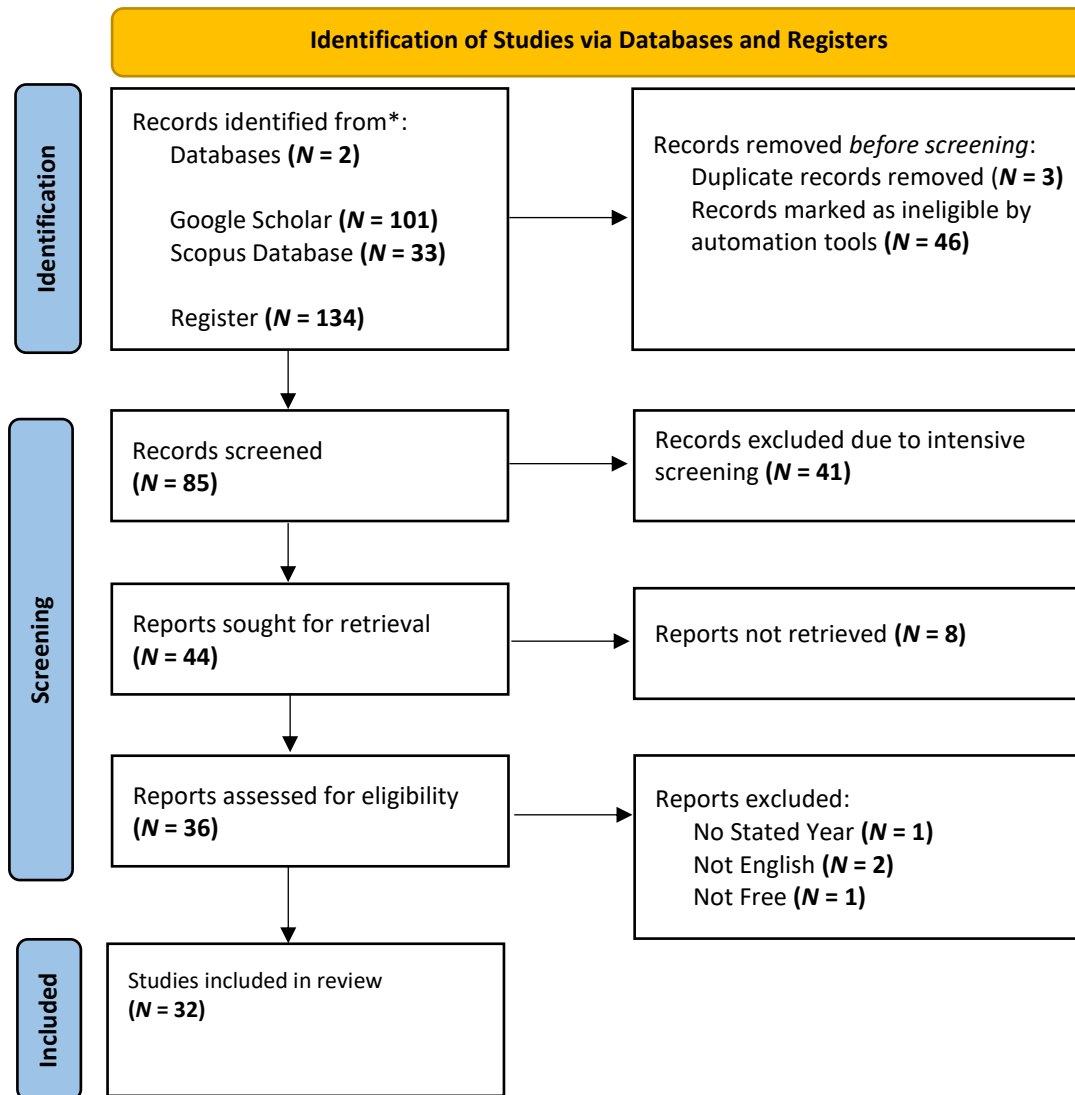 Identification of Studies via Databases and Registers
Identification
Records identified from*:
Databases (N = 2)
Google Scholar (N = 101)
Scopus Database (N = 33)
Register (N = 134)
Records removed before screening:
Duplicate records removed (N = 3)
Records marked as ineligible by
automation tools (N = 46)
Screening
Records screened
(N = 85)
Records excluded due to intensive
screening (N = 41)
Reports sought for retrieval
(N = 44)
Reports not retrieved (N = 8)
Reports assessed for eligibility
(N = 36)
Reports excluded:
No Stated Year (N = 1)
Not English (N = 2)
Not Free (N = 1)
Included
Studies included in review
(N = 32)